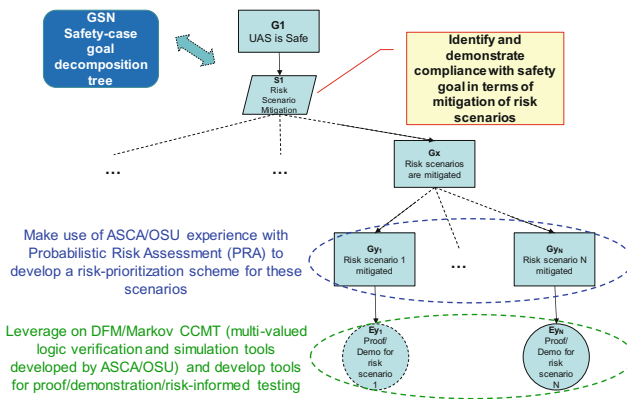 GSN
Safety-case
goal
decomposition
tree
G1
UAS is Safe
S1
Risk
Scenario
Mitigation
Identify and
demonstrate
compliance with safety
goal in terms of
mitigation of risk
scenarios
...
...
Gx
Risk scenarios
are mitigated
Make use of ASCA/OSU experience with
Probabilistic Risk Assessment (PRA) to
develop a risk-prioritization scheme for these
scenarios
Gy1
Risk scenario 1
mitigated
...
GyN
Risk scenario N
mitigated
Leverage on DFM/Markov CCMT (multi-valued
logic verification and simulation tools
developed by ASCA/OSU) and develop tools
for proof/demonstration/risk-informed testing
Ey1
Proof/
Demo for
risk
scenario
1
EyN
Proof/
Demo for
risk
scenario
N